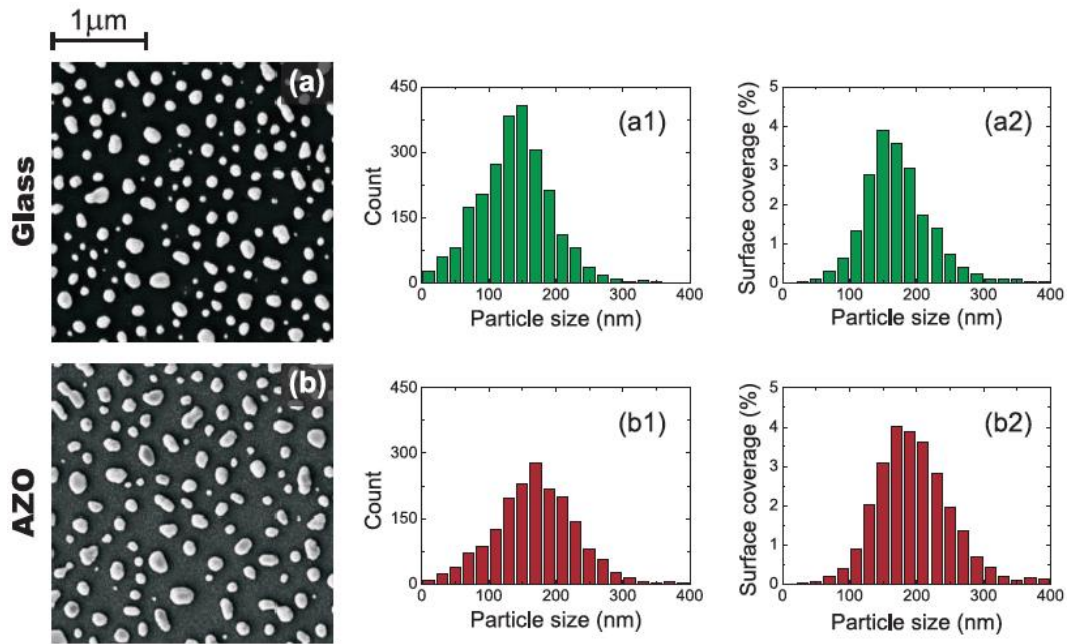 1μm
Glass
(a)
(a1)
Count
450
300
150
0
0 100 200 300 400
Particle size (nm)
(a2)
Surface coverage (%)
5
4
3
2
1
0
0 100 200 300 400
Particle size (nm)
AZO
(b)
(b1)
Count
450
300
150
0
0 100 200 300 400
Particle size (nm)
(b2)
Surface coverage (%)
5
4
3
2
1
0
0 100 200 300 400
Particle size (nm)